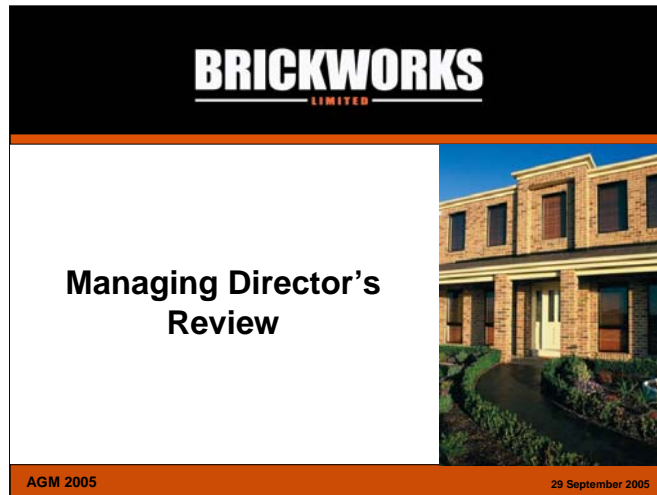 BRICKWORKS
LIMITED
Managing Director’s
Review
AGM 2005
29 September 2005